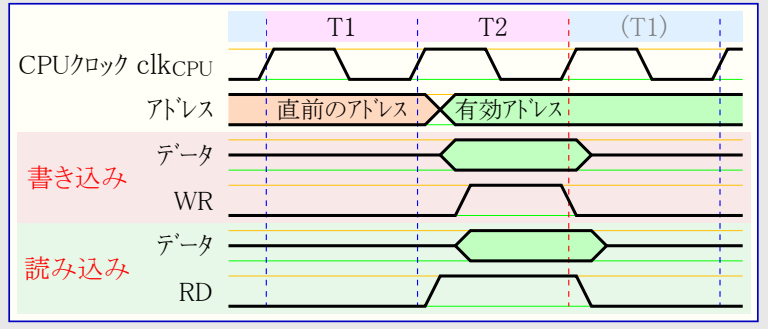 T1 T2 (T1)
CPUｸﾛｯｸ clkCPU
ｱﾄﾞﾚｽ 直前のｱﾄﾞﾚｽ 有効ｱﾄﾞﾚｽ
書き込み
ﾃﾞｰﾀ
WR
読み込み
ﾃﾞｰﾀ
RD